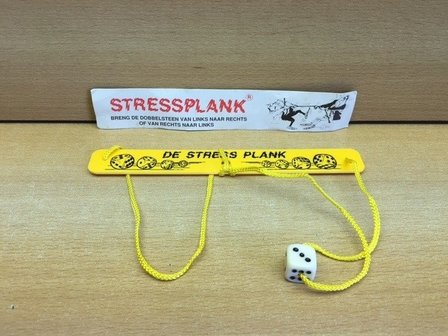 STRESSPLANK®
BRENG DE DOBBELSTEEN VAN LINKS NAAR RECHTS
OF VAN RECHTS NAAR LINKS
DE STRESS PLANK